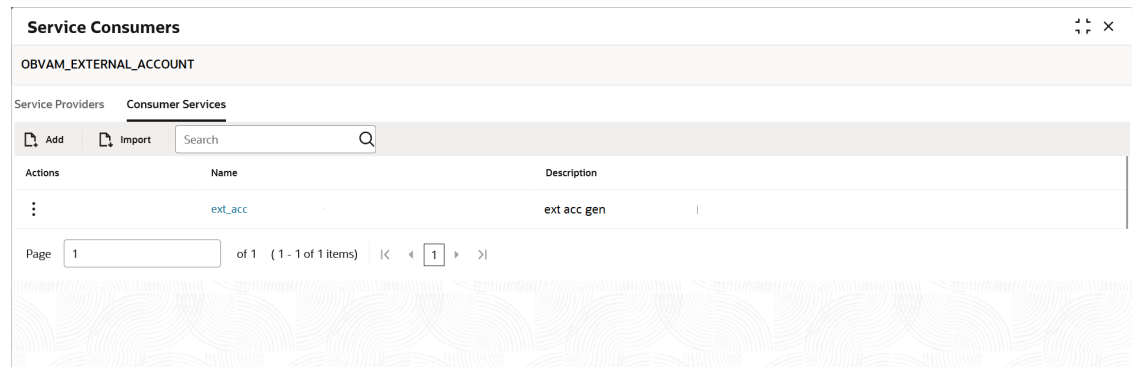 Service Consumers
OBVAM_EXTERNAL_ACCOUNT
Service Providers Consumer Services
Add Import Search
Actions Name Description
ext_acc ext acc gen
Page 1 of 1 ( 1 - 1 of 1 items) 1